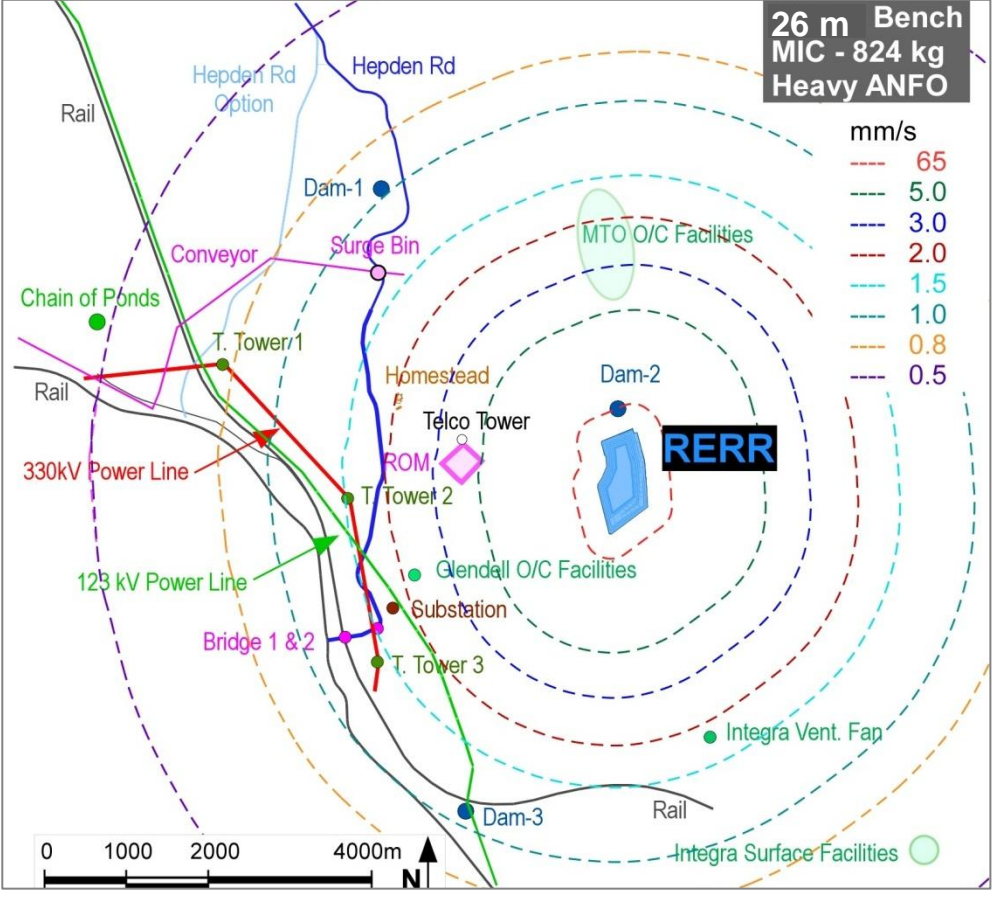 26 m Bench
MIC - 824 kg
Heavy ANFO
mm/s
65
5.0
3.0
2.0
1.5
1.0
0.8
0.5
Hepden Rd
Option
Hepden Rd
Rail
Dam-1
Surge Bin
Conveyor
MTO O/C Facilities
Chain of Ponds
T. Tower 1
Rail
Homestead
Dam-2
Telco Tower
RERR
ROM
330kV Power Line
T. Tower 2
123 kV Power Line
Glendell O/C Facilities
Substation
Bridge 1 & 2
T. Tower 3
Integra Vent. Fan
Rail
Dam-3
Integra Surface Facilities
0 1000 2000 4000m
N